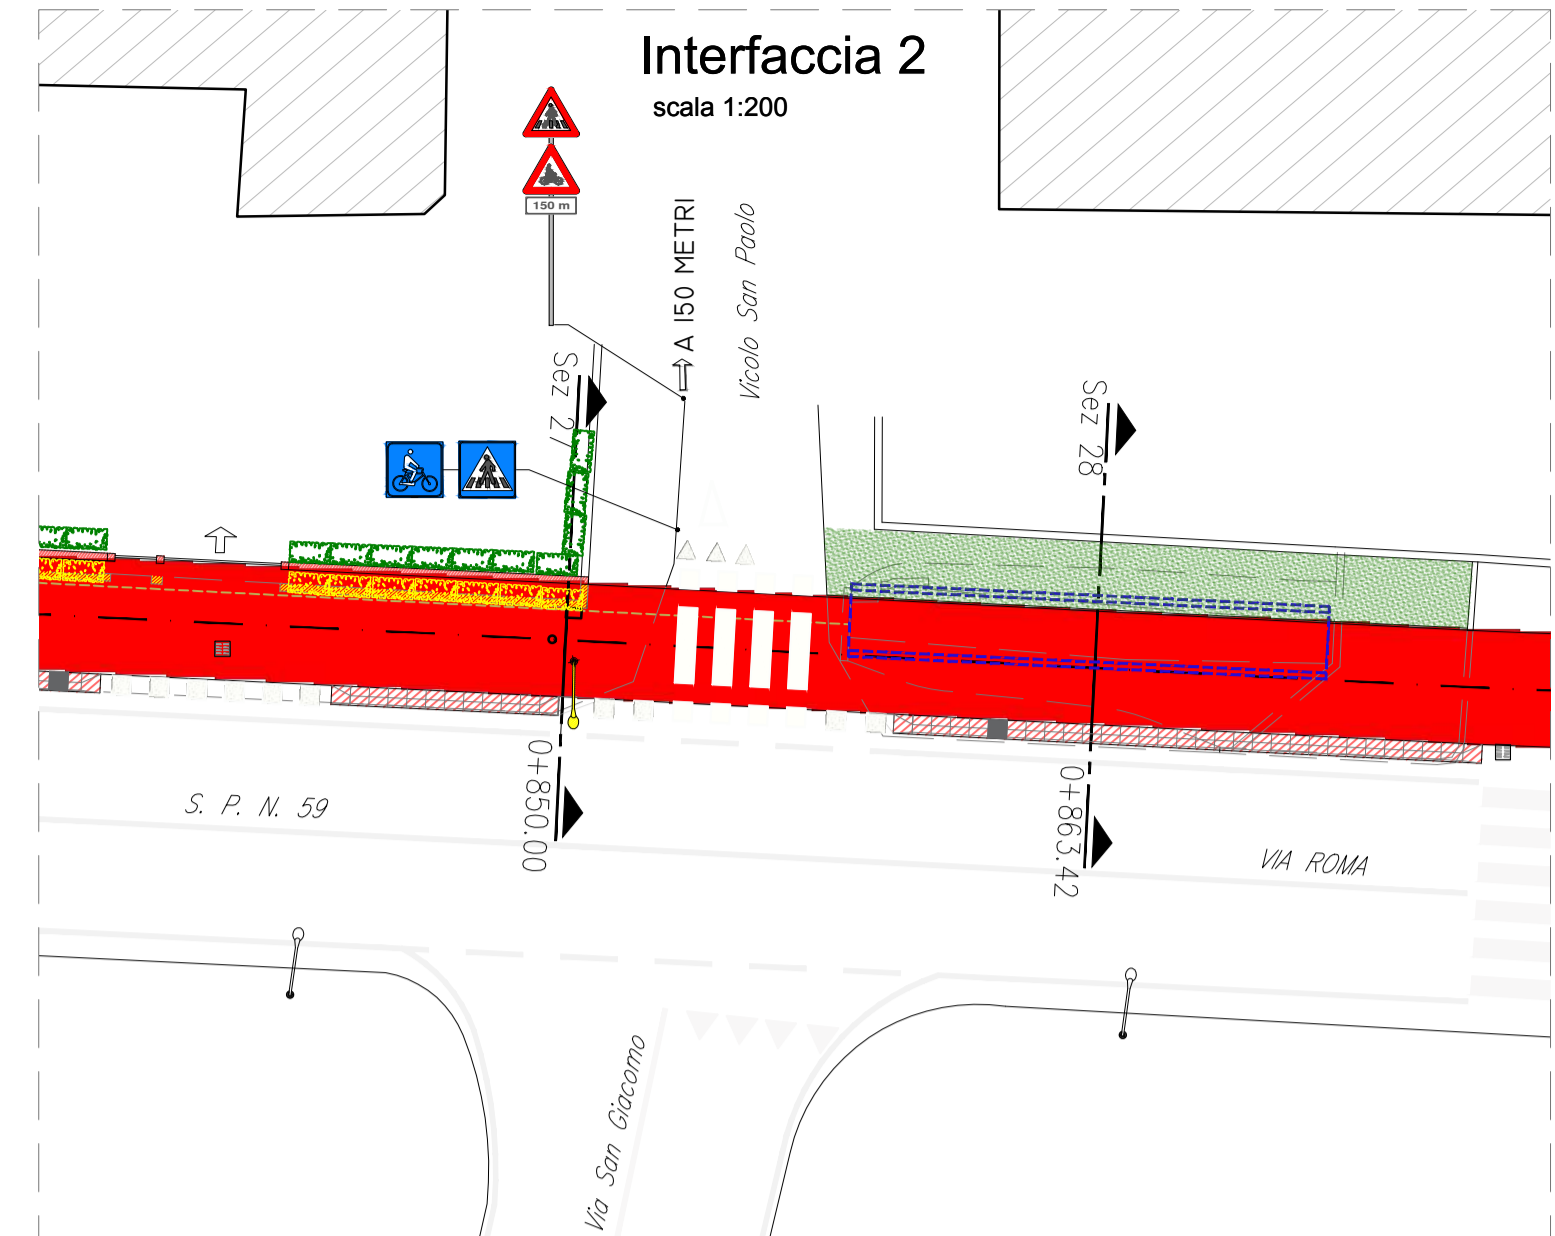 Interfaccia 2
scala 1:200
150 m
A 150 METRI
Vicolo San Paolo
Sez 27
Sez 28
S. P. N. 59
0+850.00
0+863.42
VIA ROMA
Via San Giacomo